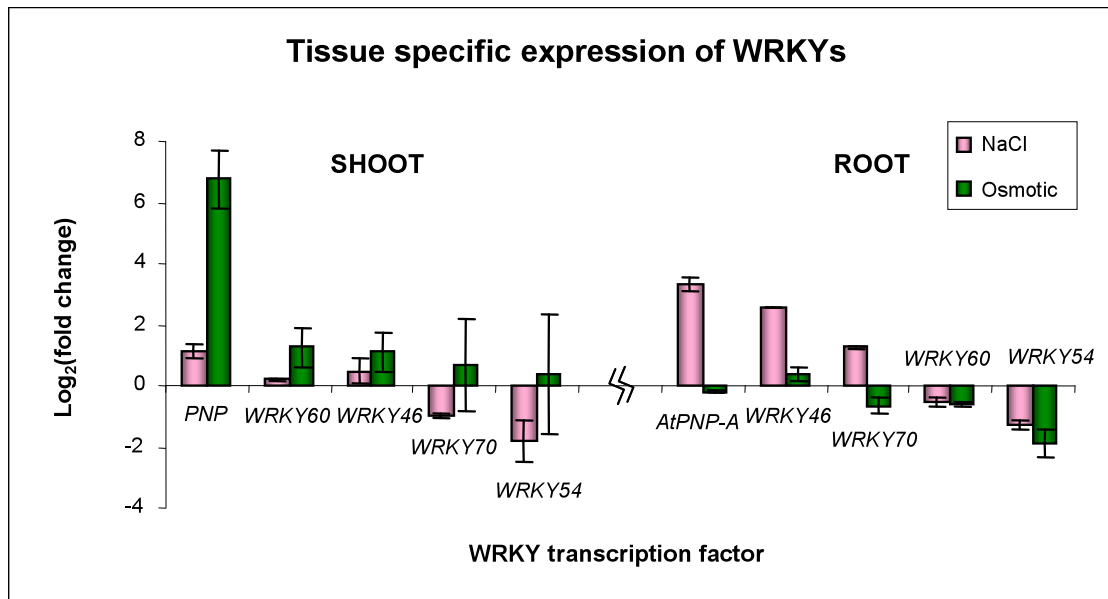 Tissue specific expression of WRKYs
Log₂(fold change)
8
6
4
2
0
-2
-4
SHOOT
ROOT
NaCl
Osmotic
PNP
WRKY60
WRKY46
WRKY70
WRKY54
AtPNP-A
WRKY46
WRKY70
WRKY60
WRKY54
WRKY transcription factor